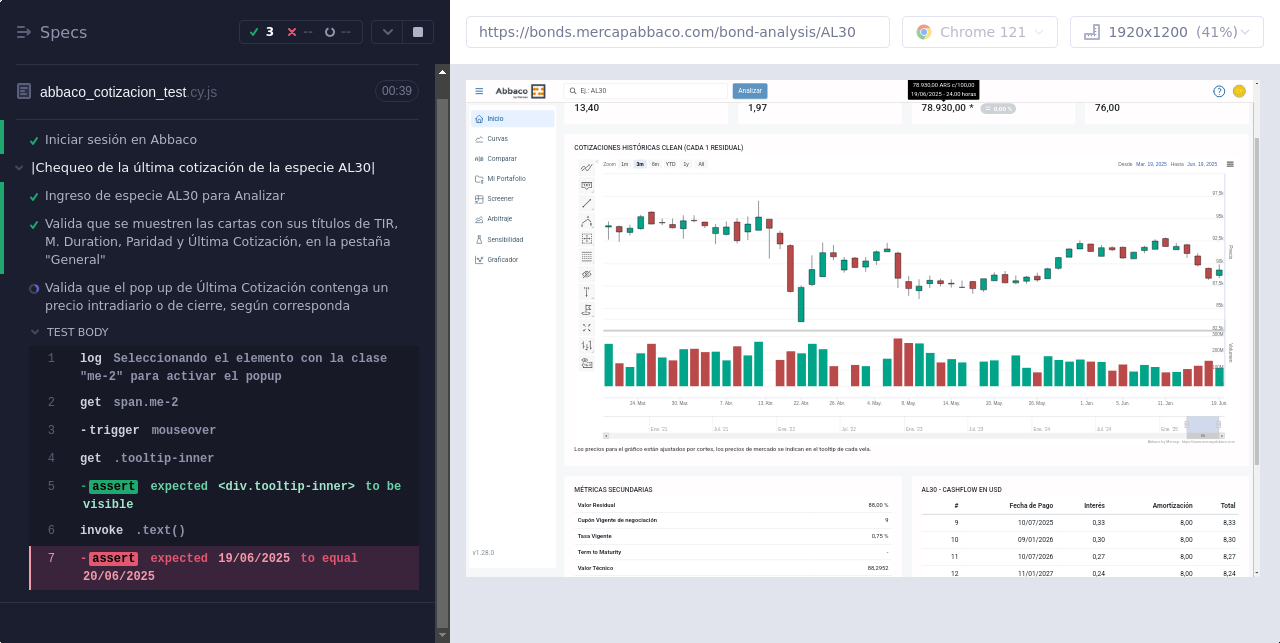 Specs
3
--
--
https://bonds.mercapabbaco.com/bond-analysis/AL30
Chrome 121
1920x1200 (41%)
abbaco_cotizacion_test.cy.js
00:39
Iniciar sesión en Abbaco
|Chequeo de la última cotización de la especie AL30|
Ingreso de especie AL30 para Analizar
Valida que se muestren las cartas con sus títulos de TIR,
M. Duration, Paridad y Última Cotización, en la pestaña
"General"
Valida que el pop up de Última Cotización contenga un
precio intradiario o de cierre, según corresponda
TEST BODY
1 log Seleccionando el elemento con la clase
"me-2" para activar el popup
2 get span.me-2
3 -trigger mouseover
4 get .tooltip-inner
5 -assert expected <div.tooltip-inner> to be
visible
6 invoke .text()
7 -assert expected 19/06/2025 to equal
20/06/2025
Abbaco
EJ.: AL30
Analizar
78.930,00 ARS c/100,00
19/06/2025 - 24,00 horas
13,40
1,97
78.930,00 *
= 0,00 %
76,00
Inicio
Curvas
Comparar
Mi Portafolio
Screener
Arbitraje
Sensibilidad
Graficador
v1.28.0
COTIZACIONES HISTÓRICAS CLEAN (CADA 1 RESIDUAL)
Zoom 1m 3m 6m YTD 1y All
Desde Mar. 19, 2025 Hasta Jun. 19, 2025
97,5k
95k
92,5k
90k
87,5k
85k
82,5k
Precio
300M
200M
100M
Volumen
24. Mar. 30. Mar. 7. Abr. 13. Abr. 22. Abr. 28. Abr. 4. May. 8. May. 14. May. 20. May. 26. May. 1. Jun. 5. Jun. 11. Jun. 19. Jun.
Ene. '21 Jul. '21 Ene. '22 Jul. '22 Ene. '23 Jul. '23 Ene. '24 Jul. '24 Ene. '25
Los precios para el gráfico están ajustados por cortes, los precios de mercado se indican en el tooltip de cada vela.
MÉTRICAS SECUNDARIAS
Valor Residual 88,00 %
Cupón Vigente de negociación 9
Tasa Vigente 0,75 %
Term to Maturity -
Valor Técnico 88,2952
AL30 - CASHFLOW EN USD
# Fecha de Pago Interés Amortización Total
9 10/07/2025 0,33 8,00 8,33
10 09/01/2026 0,30 8,00 8,30
11 10/07/2026 0,27 8,00 8,27
12 11/01/2027 0,24 8,00 8,24